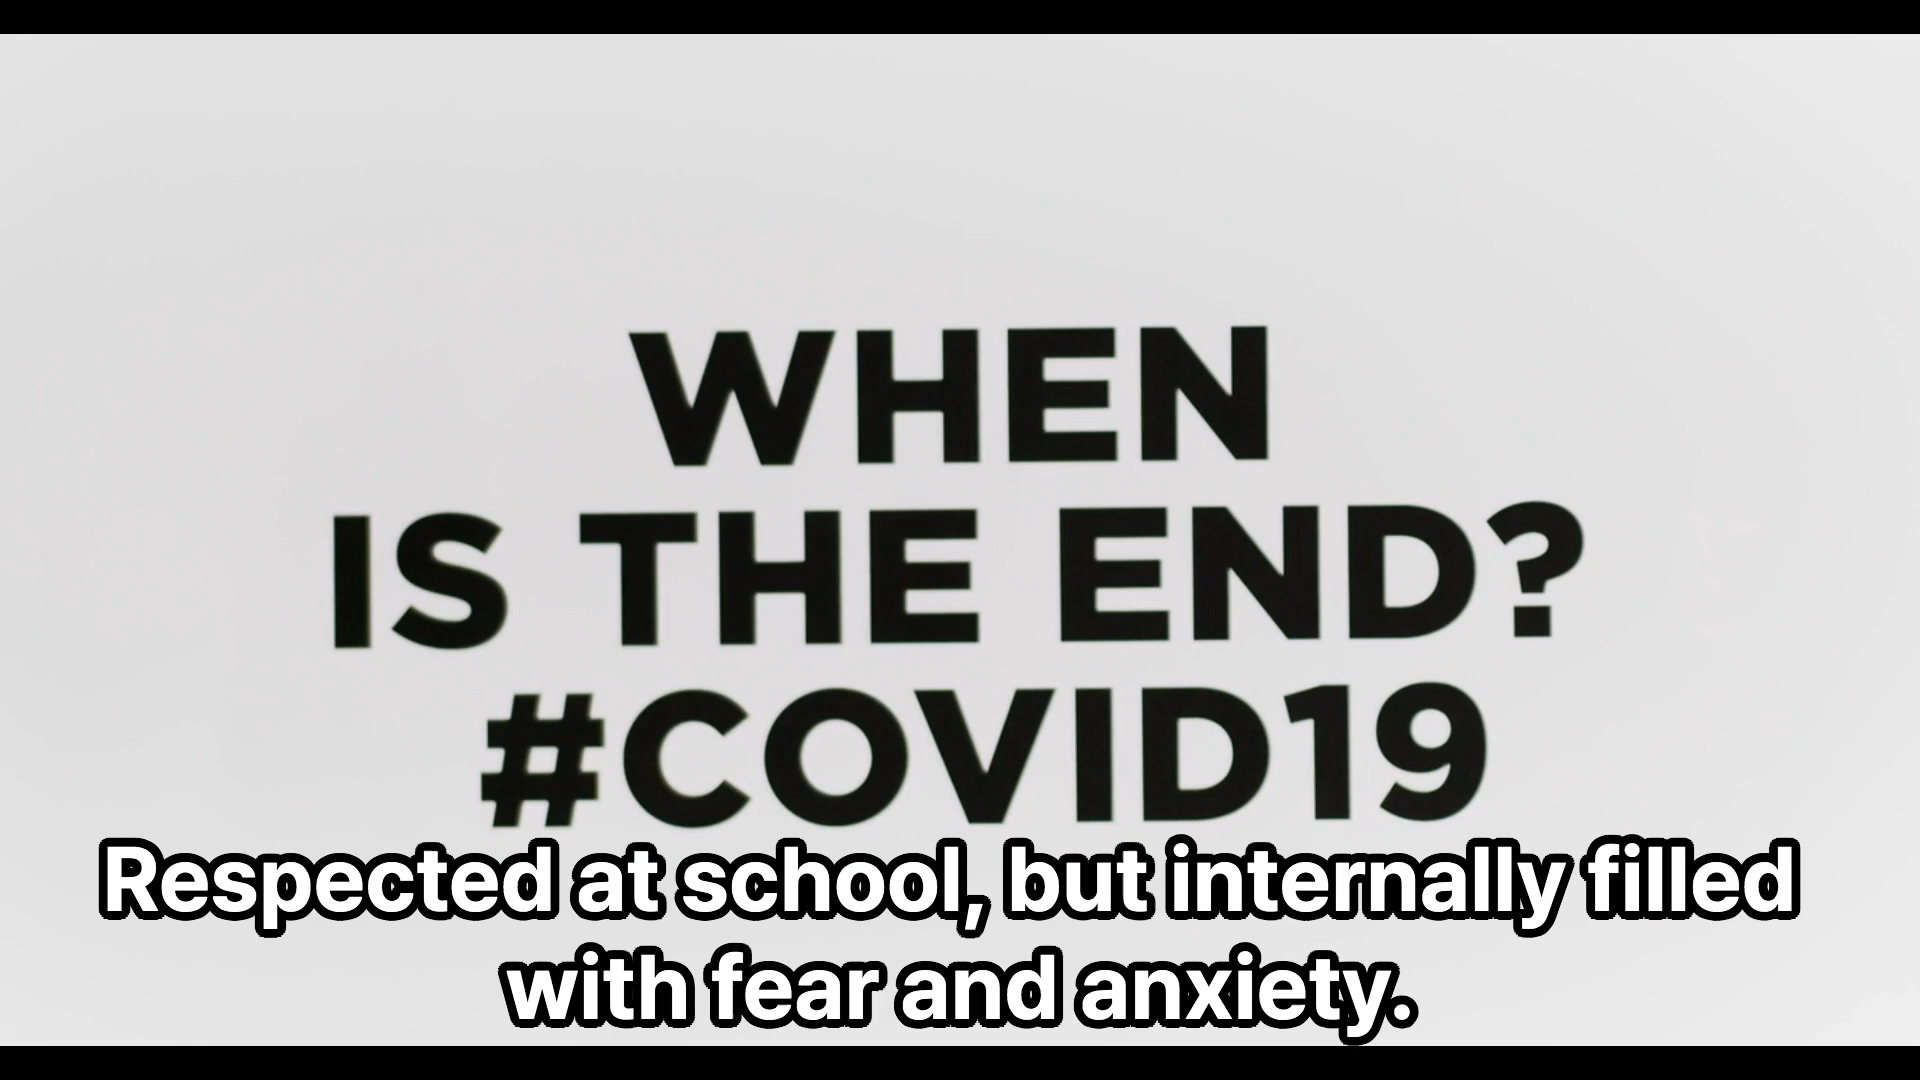 WHEN
IS THE END?
#COVID19
Respected at school, but internally filled
with fear and anxiety.